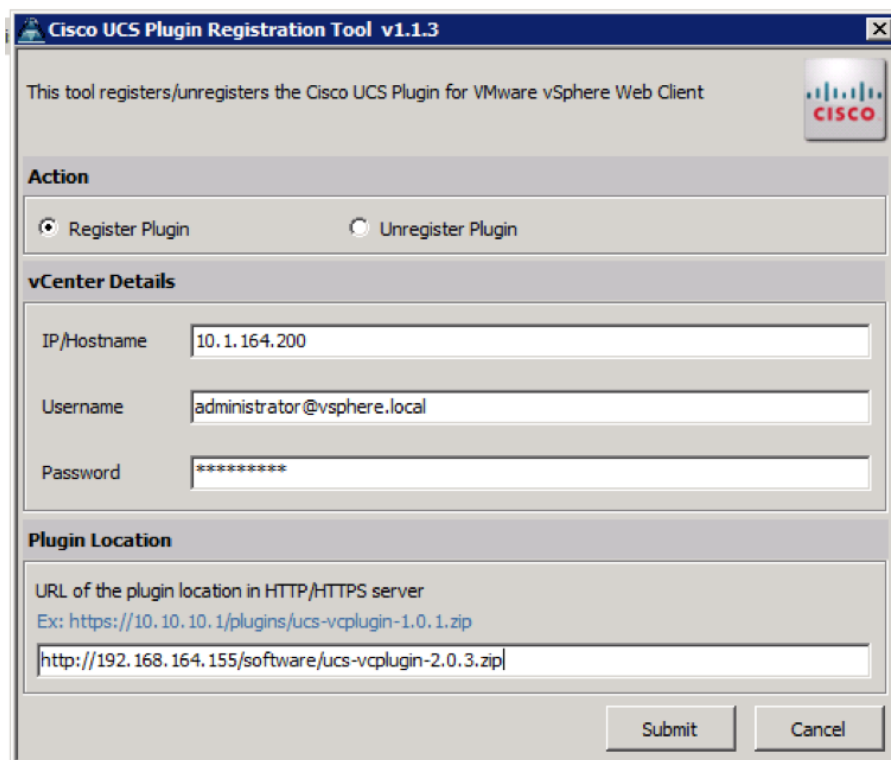 Cisco UCS Plugin Registration Tool v1.1.3
This tool registers/unregisters the Cisco UCS Plugin for VMware vSphere Web Client
CISCO
Action
Register Plugin
Unregister Plugin
vCenter Details
IP/Hostname
10.1.164.200
Username
administrator@vsphere.local
Password
*********
Plugin Location
URL of the plugin location in HTTP/HTTPS server
Ex: https://10.10.10.1/plugins/ucs-vcplugin-1.0.1.zip
http://192.168.164.155/software/ucs-vcplugin-2.0.3.zip
Submit
Cancel